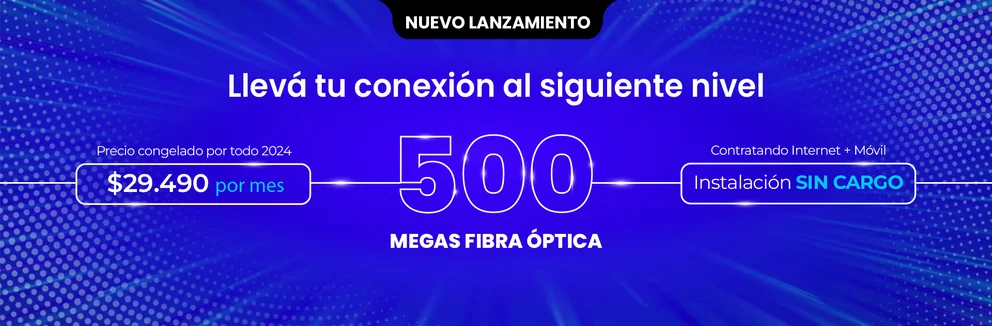 NUEVO LANZAMIENTO
Llevá tu conexión al siguiente nivel
Precio congelado por todo 2024
$29.490 por mes
500
MEGAS FIBRA ÓPTICA
Contratando Internet + Móvil
Instalación SIN CARGO